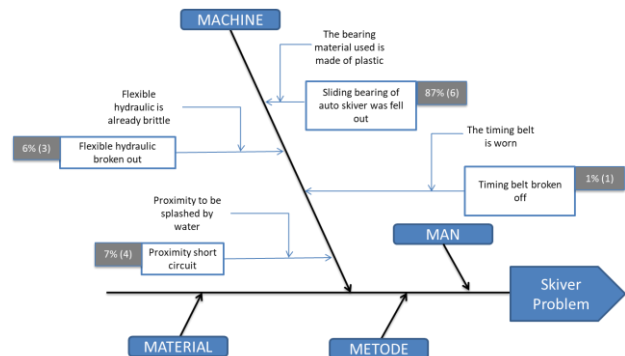 MACHINE
The bearing
material used is
made of plastic
Sliding bearing of
auto skiver was fell
out
87% (6)
Flexible
hydraulic is
already brittle
6% (3)
Flexible hydraulic
broken out
The timing belt
is worn
Timing belt broken
off
1% (1)
Proximity to be
splashed by
water
7% (4)
Proximity short
circuit
MAN
Skiver
Problem
MATERIAL
METODE